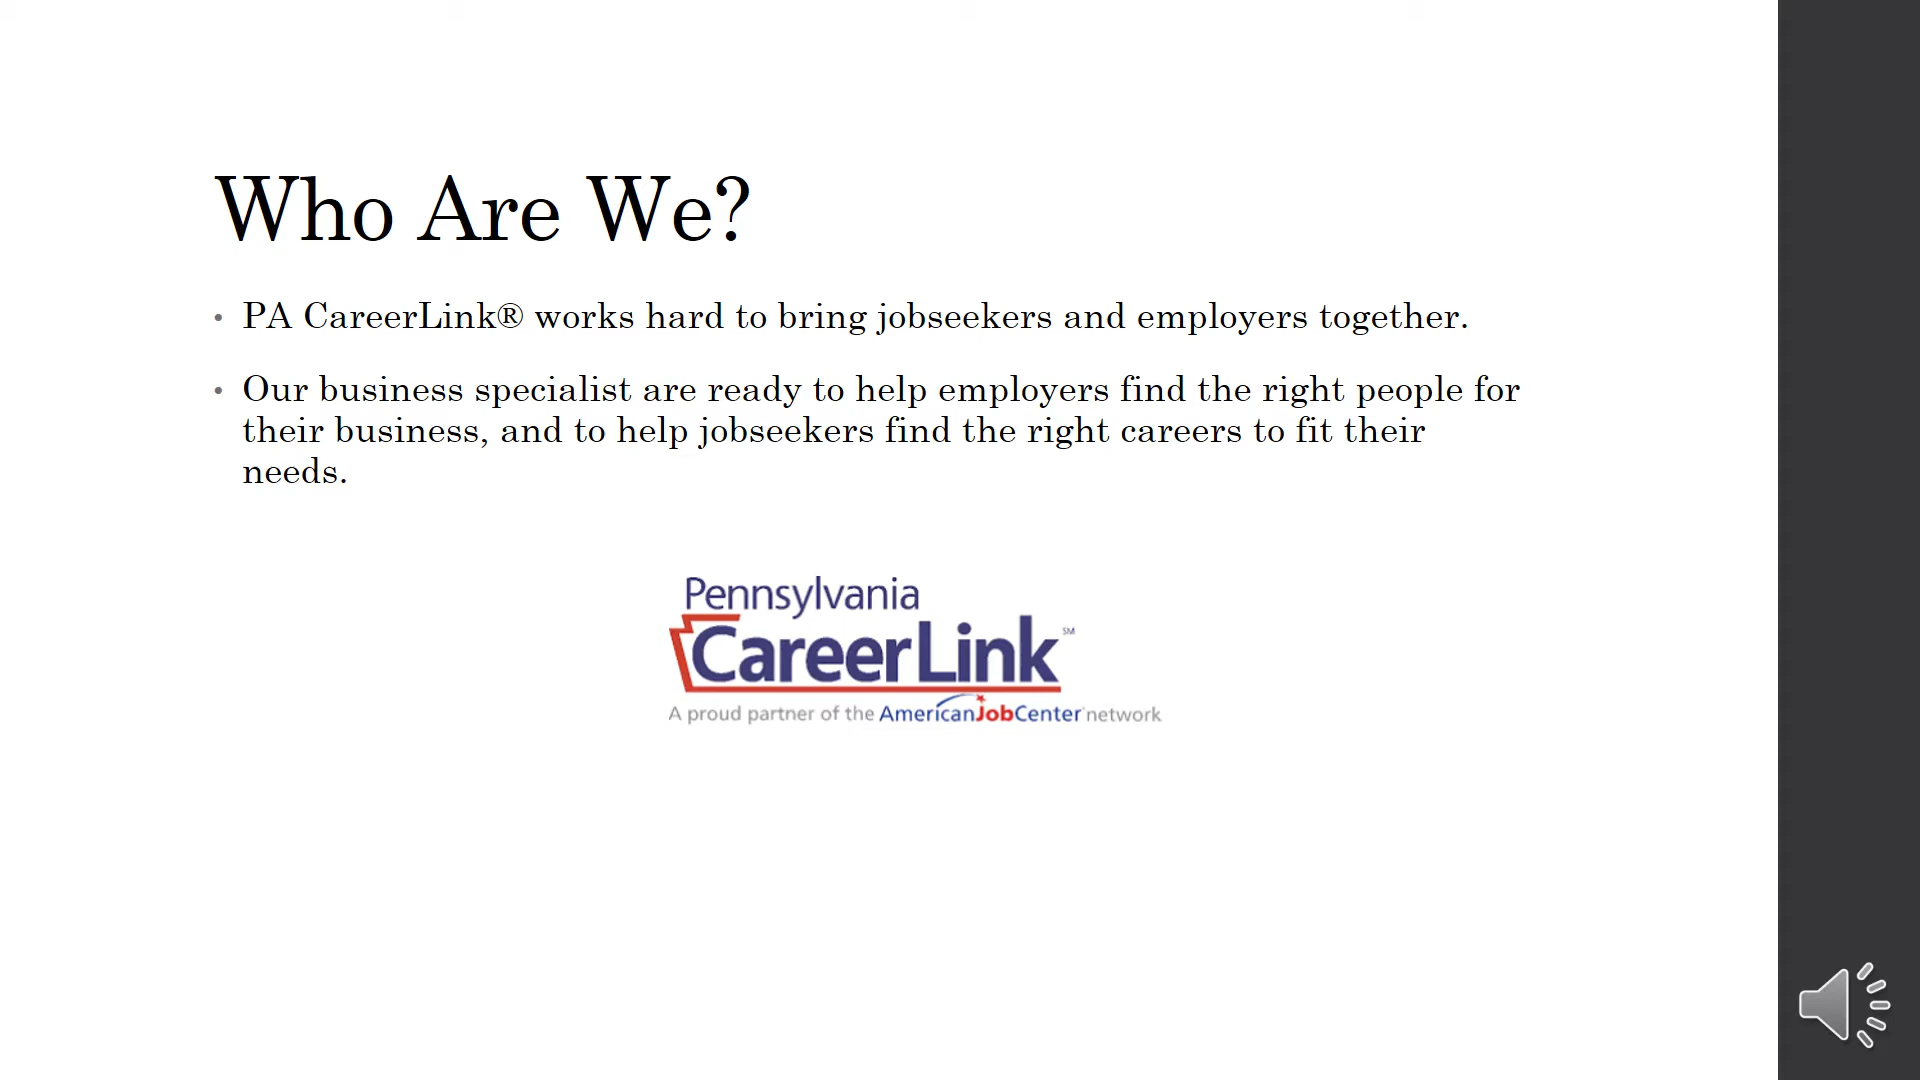 Who Are We?
• PA CareerLink® works hard to bring jobseekers and employers together.
• Our business specialist are ready to help employers find the right people for
their business, and to help jobseekers find the right careers to fit their
needs.
Pennsylvania
CareerLink℠
A proud partner of the AmericanJobCenter network